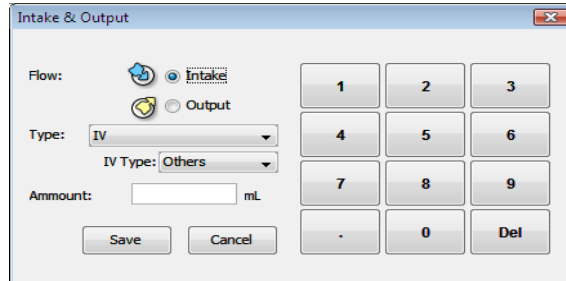 Intake & Output
Flow:
Intake
Output
Type:
IV
IV Type: Others
Ammount:
mL
Save
Cancel
1
2
3
4
5
6
7
8
9
.
0
Del